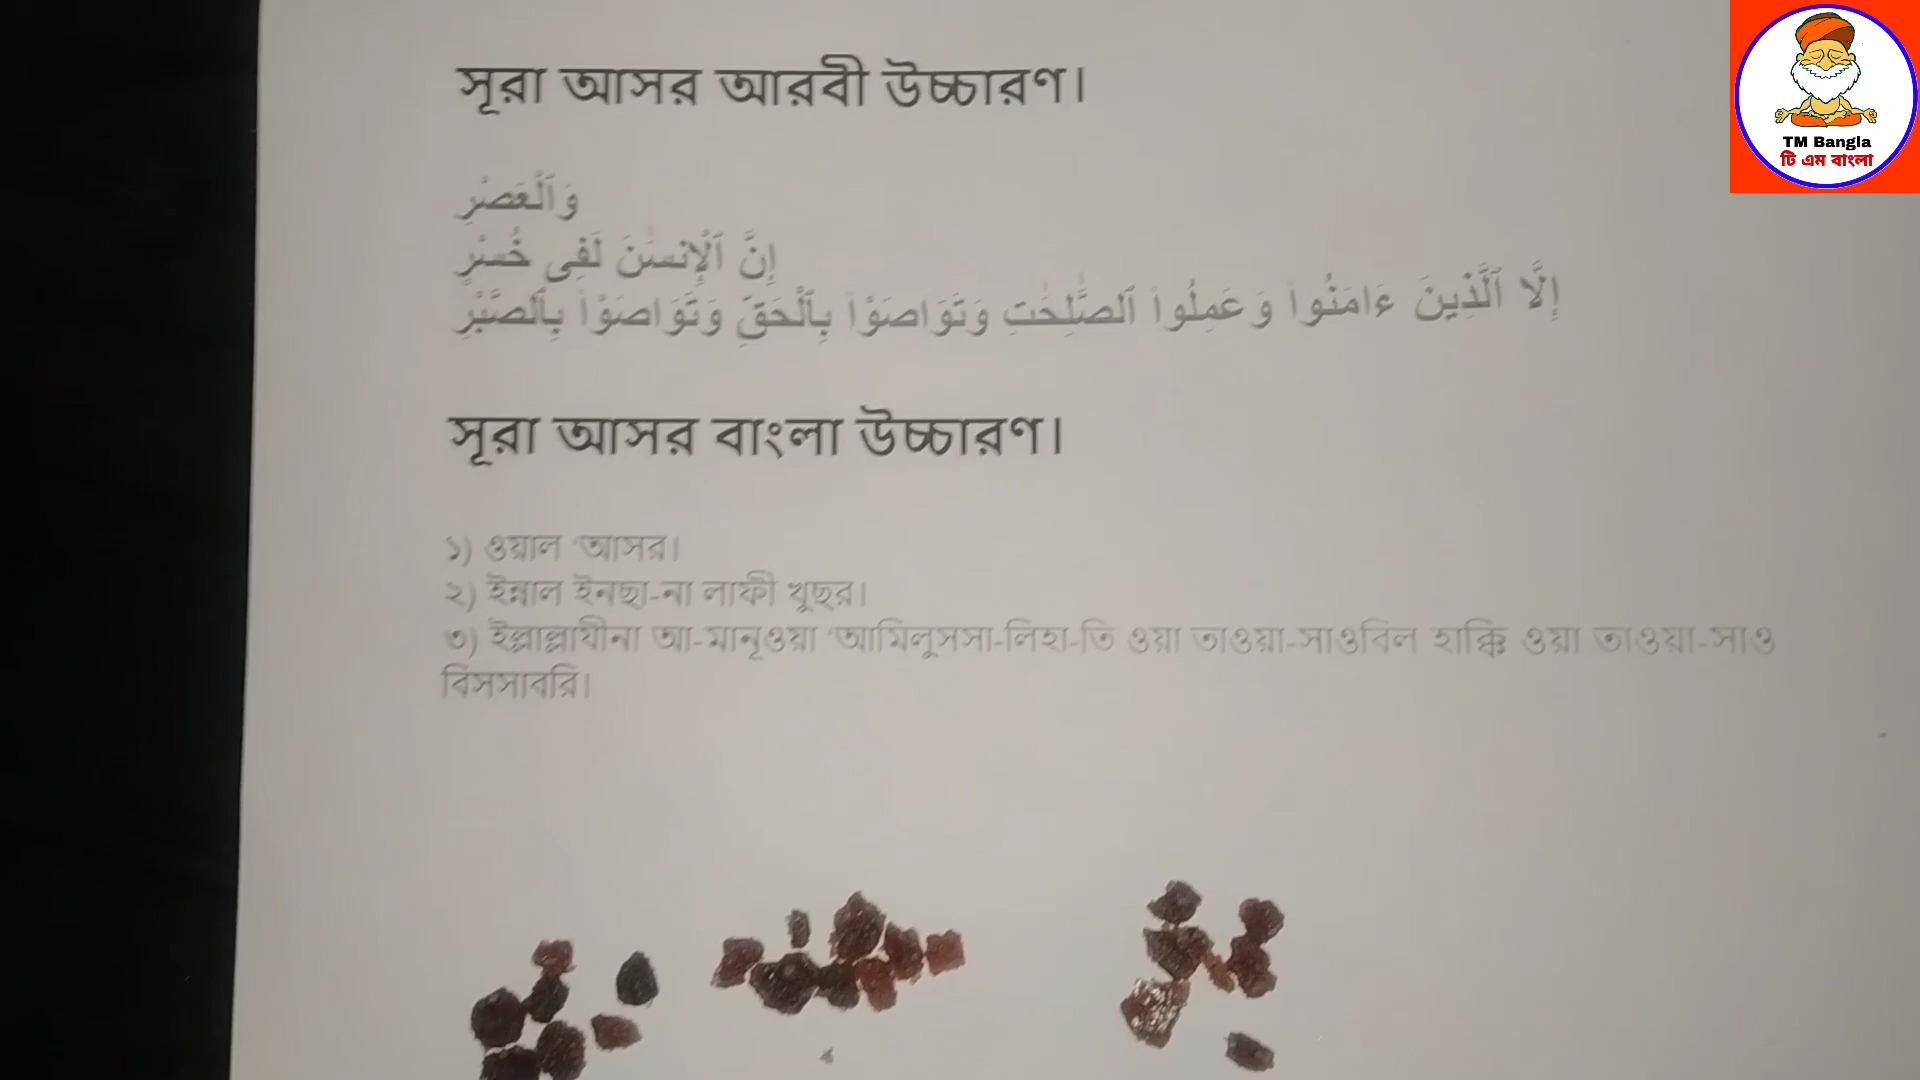 সূরা আসর আরবী উচ্চারণ।
وَٱلْعَصْرِ
إِنَّ ٱلْإِنسَٰنَ لَفِى خُسْرٍ
إِلَّا ٱلَّذِينَ ءَامَنُوا۟ وَعَمِلُوا۟ ٱلصَّٰلِحَٰتِ وَتَوَاصَوْا۟ بِٱلْحَقِّ وَتَوَاصَوْا۟ بِٱلصَّبْرِ
সূরা আসর বাংলা উচ্চারণ।
১) ওয়াল ‘আসর।
২) ইন্নাল ইনছা-না লাফী খুছর।
৩) ইল্লাল্লাযীনা আ-মানূওয়া ‘আমিলুসসা-লিহা-তি ওয়া তাওয়া-সাওবিল হাক্কি ওয়া তাওয়া-সাও
বিসসাবরি।
TM Bangla
টি এম বাংলা